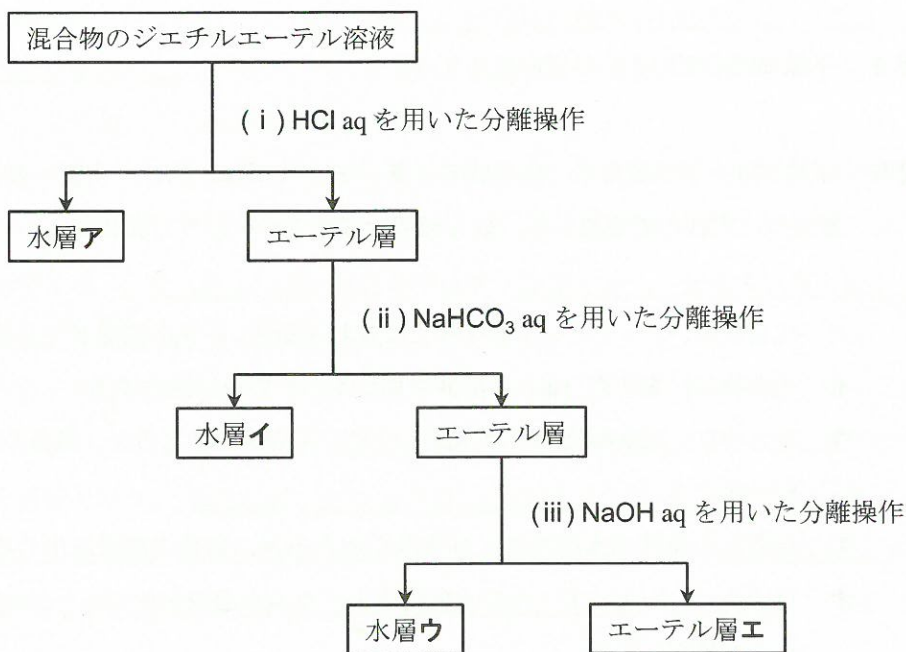 混合物のジエチルエーテル溶液
(ⅰ) HCl aq を用いた分離操作
水層ア
エーテル層
(ⅱ) NaHCO₃ aq を用いた分離操作
水層イ
エーテル層
(ⅲ) NaOH aq を用いた分離操作
水層ウ
エーテル層エ